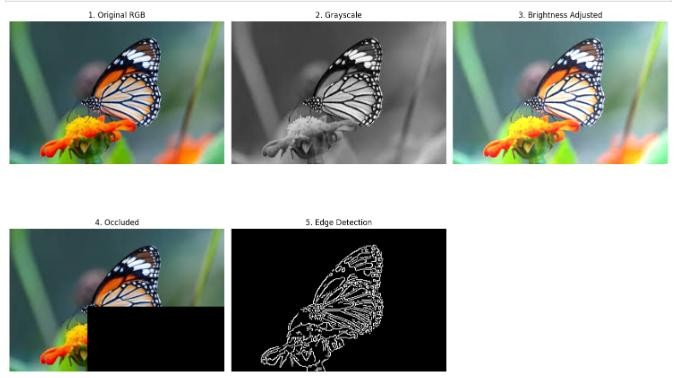 1. Original RGB
2. Grayscale
3. Brightness Adjusted
4. Occluded
5. Edge Detection